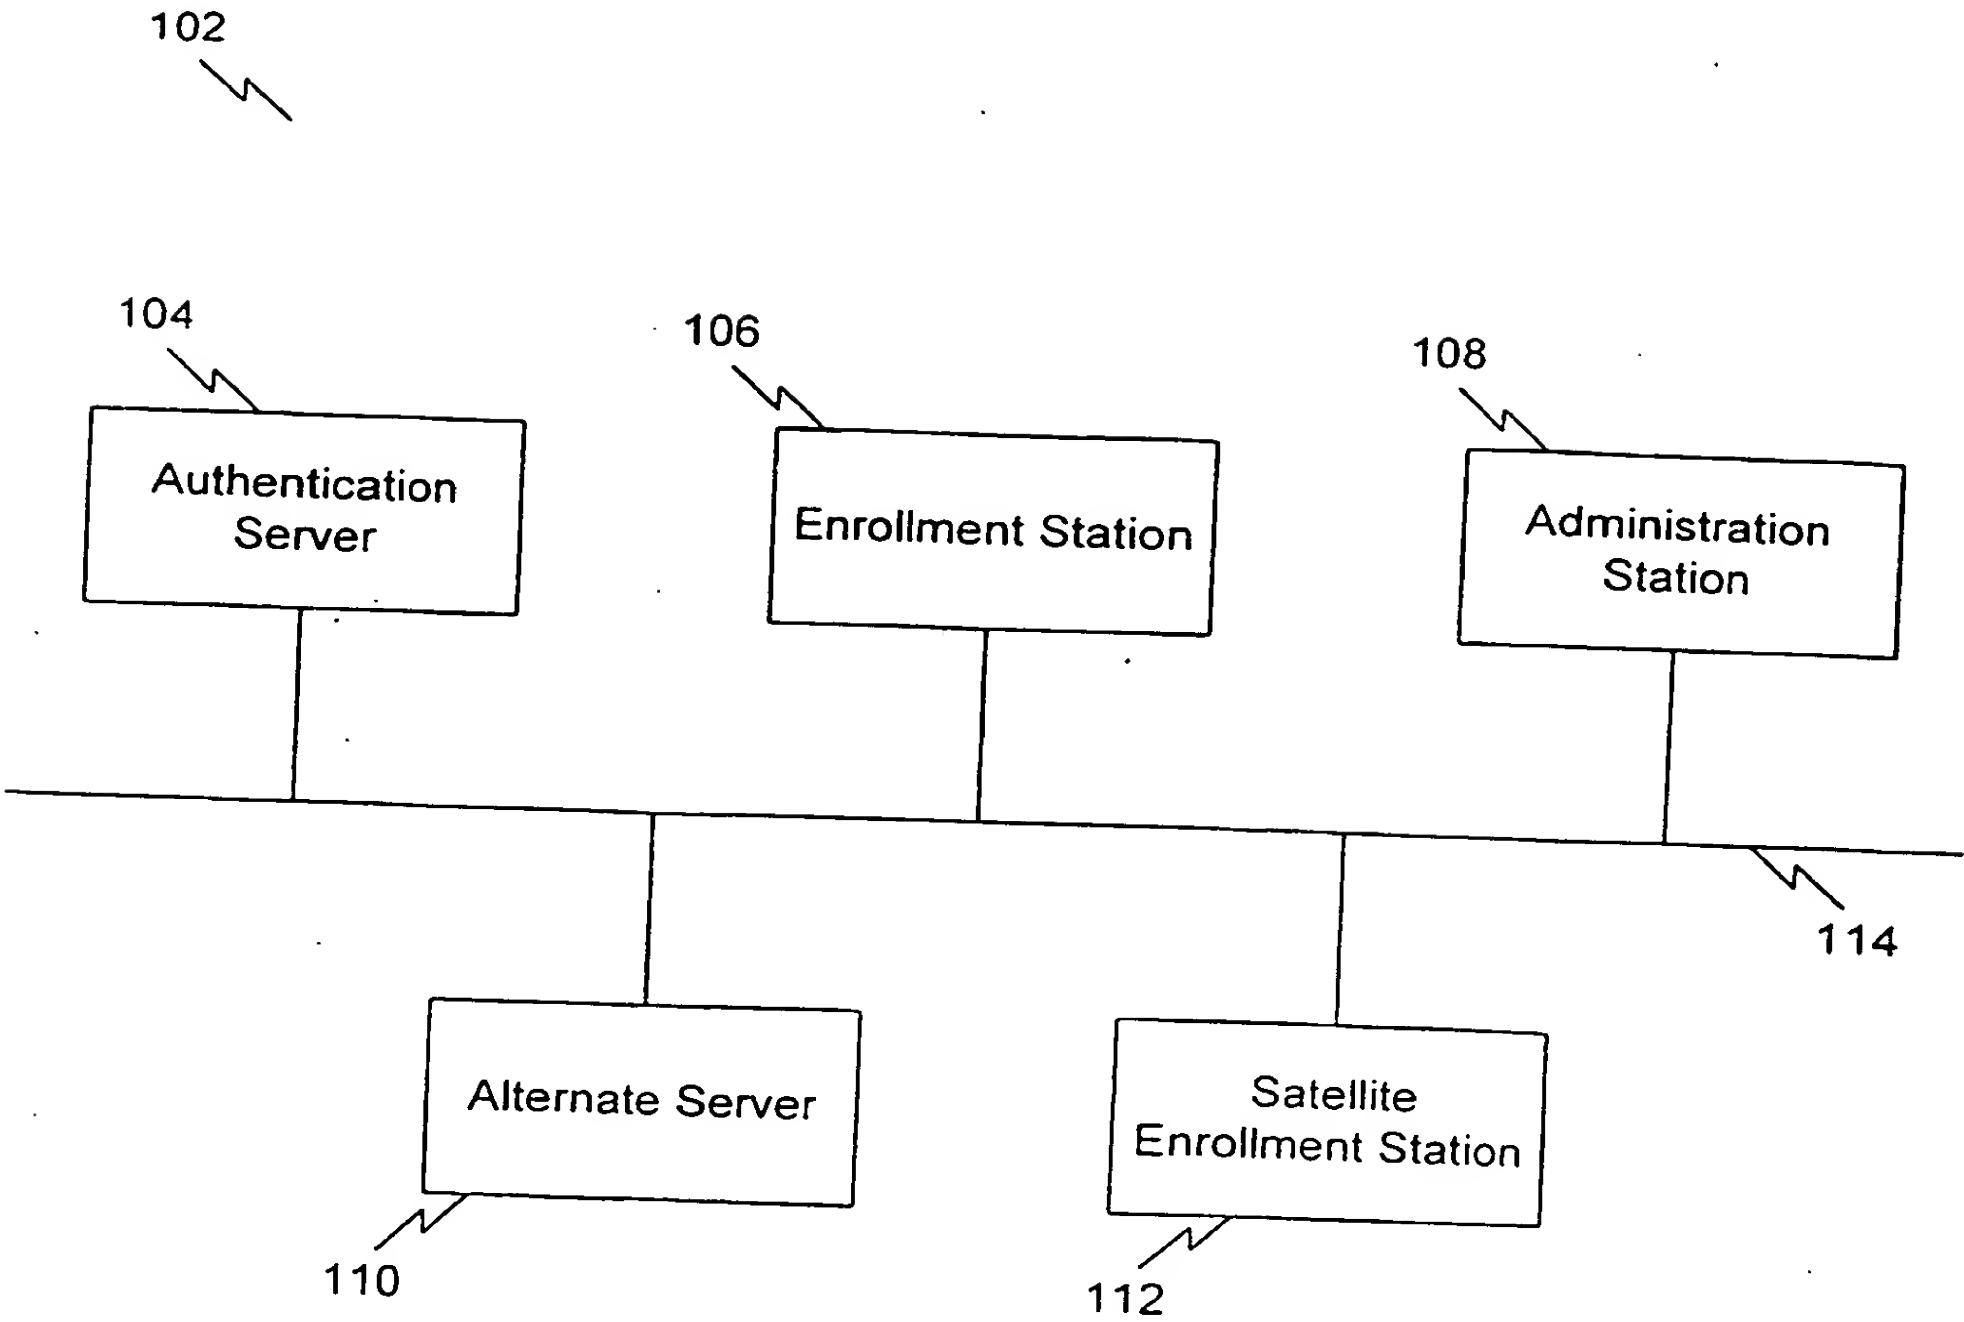 102
104
106
108
Authentication
Server
Enrollment Station
Administration
Station
114
Alternate Server
Satellite
Enrollment Station
110
112